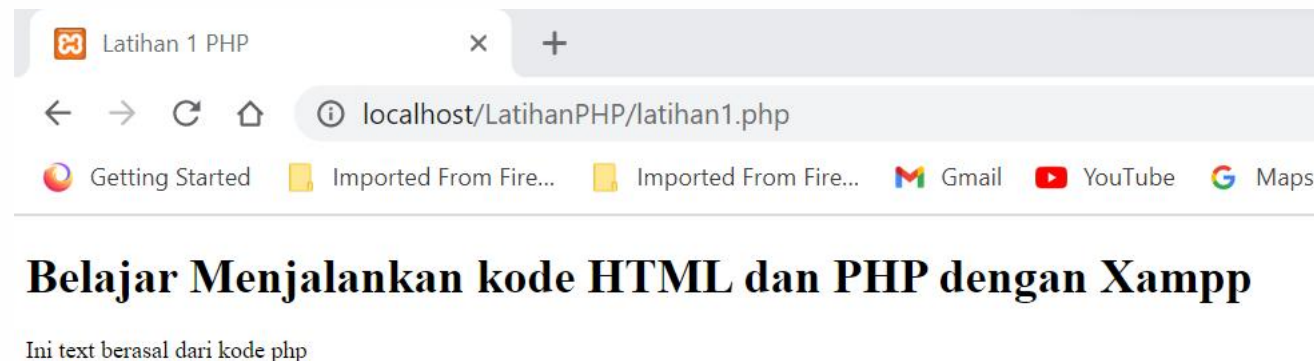 Latihan 1 PHP
localhost/LatihanPHP/latihan1.php
Getting Started Imported From Fire... Imported From Fire... Gmail YouTube Maps
Belajar Menjalankan kode HTML dan PHP dengan Xampp
Ini text berasal dari kode php